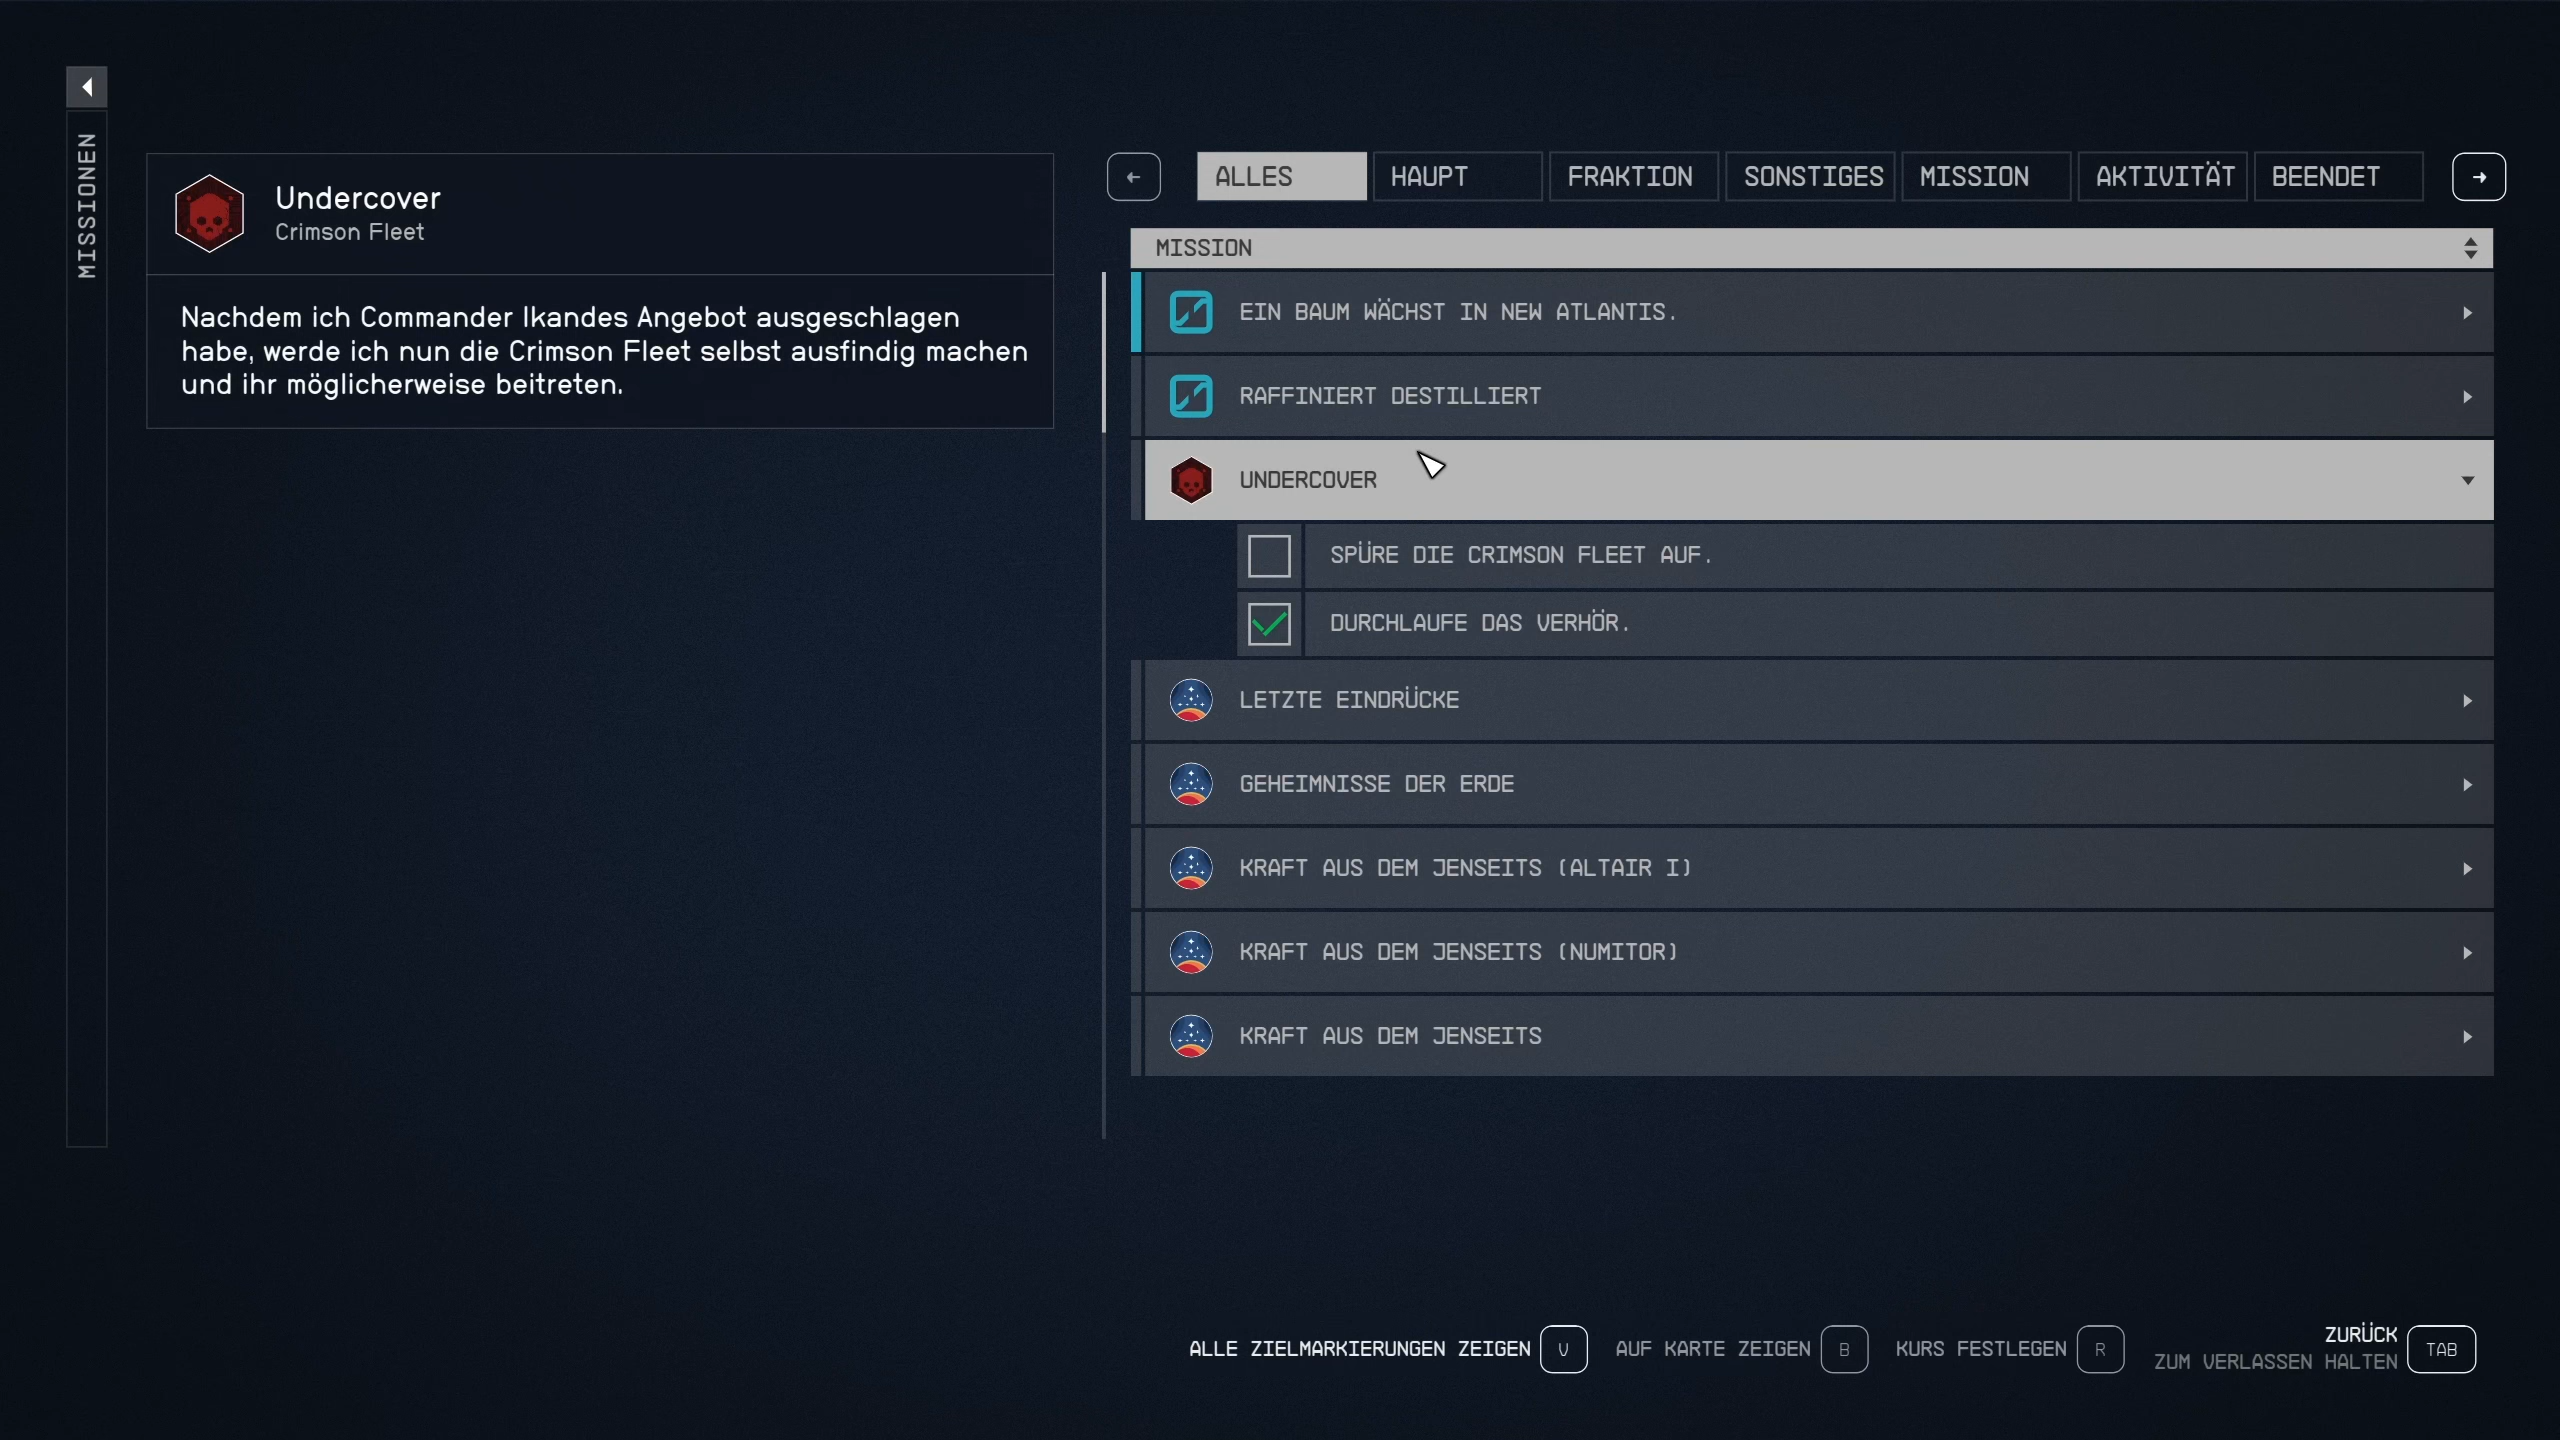 MISSIONEN
Undercover
Crimson Fleet
Nachdem ich Commander Ikandes Angebot ausgeschlagen
habe, werde ich nun die Crimson Fleet selbst ausfindig machen
und ihr möglicherweise beitreten.
ALLES HAUPT FRAKTION SONSTIGES MISSION AKTIVITÄT BEENDET
MISSION
EIN BAUM WÄCHST IN NEW ATLANTIS.
RAFFINIERT DESTILLIERT
UNDERCOVER
SPÜRE DIE CRIMSON FLEET AUF.
DURCHLAUFE DAS VERHÖR.
LETZTE EINDRÜCKE
GEHEIMNISSE DER ERDE
KRAFT AUS DEM JENSEITS (ALTAIR I)
KRAFT AUS DEM JENSEITS (NUMITOR)
KRAFT AUS DEM JENSEITS
ALLE ZIELMARKIERUNGEN ZEIGEN V AUF KARTE ZEIGEN B KURS FESTLEGEN R ZURÜCK TAB
ZUM VERLASSEN HALTEN